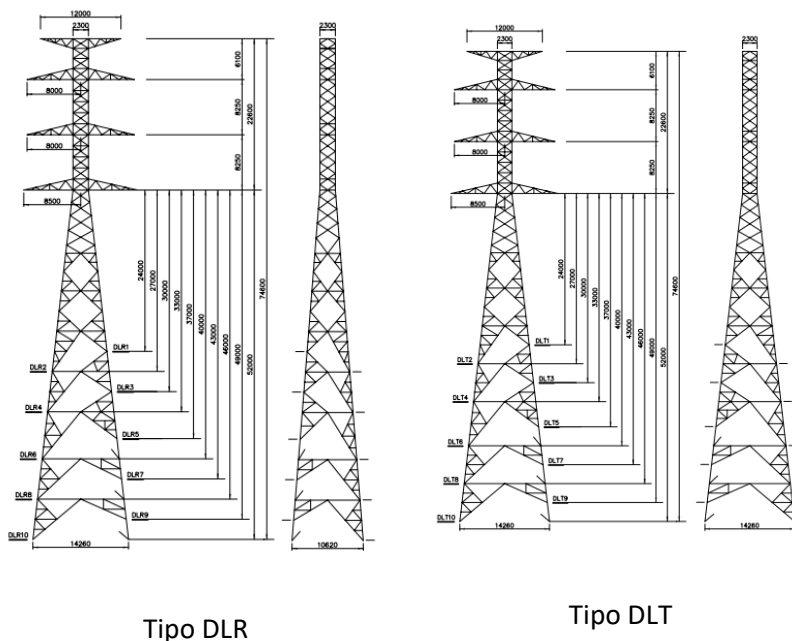 12000
2300
2300
6100
8000
8250
22600
8000
8250
8500
24000
27000
30000
33000
37000
40000
43000
46000
49000
52000
74600
DLR1
DLR2
DLR3
DLR4
DLR5
DLR6
DLR7
DLR8
DLR9
DLR10
14260
10620
Tipo DLR
12000
2300
2300
6100
8000
8250
22600
8000
8250
8500
24000
27000
30000
33000
37000
40000
43000
46000
49000
52000
74600
DLT1
DLT2
DLT3
DLT4
DLT5
DLT6
DLT7
DLT8
DLT9
DLT10
14260
14260
Tipo DLT